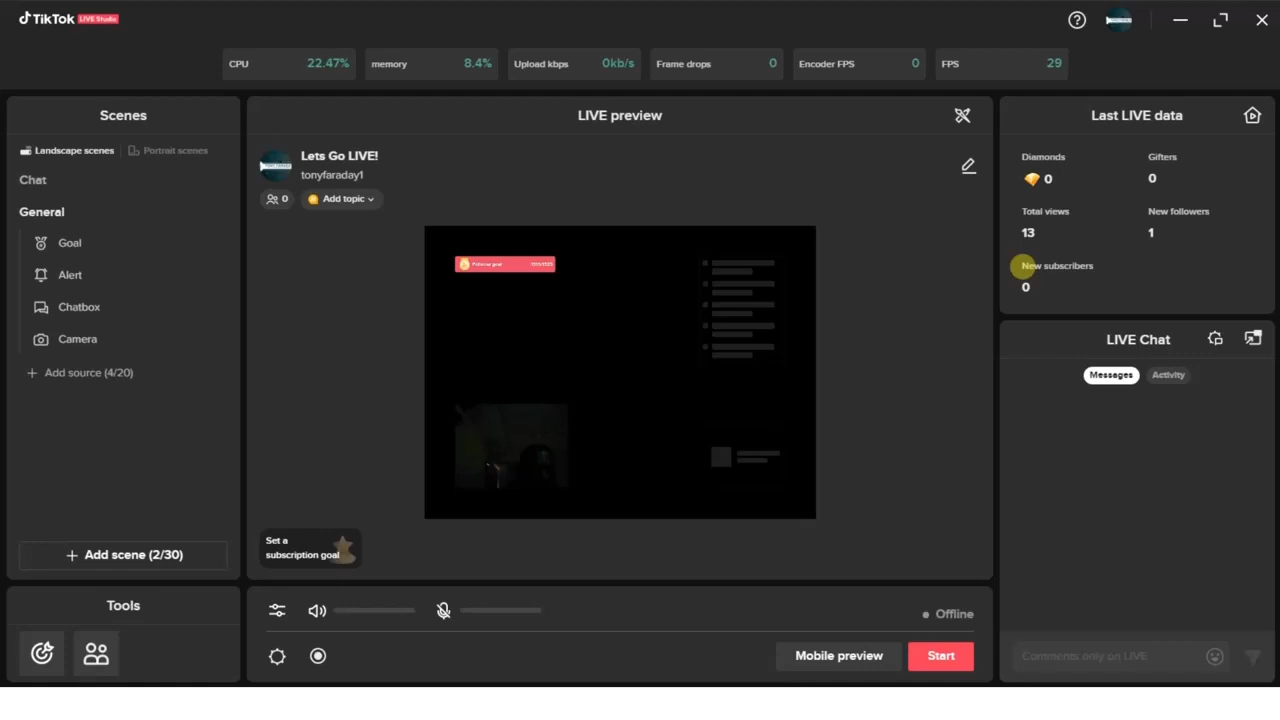 TikTok LIVE Studio
CPU 22.47% memory 8.4% Upload kbps 0kb/s Frame drops 0 Encoder FPS 0 FPS 29
Scenes
Landscape scenes Portrait scenes
Chat
General
Goal
Alert
Chatbox
Camera
+ Add source (4/20)
+ Add scene (2/30)
Tools
LIVE preview
Lets Go LIVE!
tonyfaraday1
0 Add topic
Follower goal
Set a
subscription goal
Offline
Mobile preview Start
Last LIVE data
Diamonds Gifters
0 0
Total views New followers
13 1
New subscribers
0
LIVE Chat
Messages Activity
Comments only on LIVE